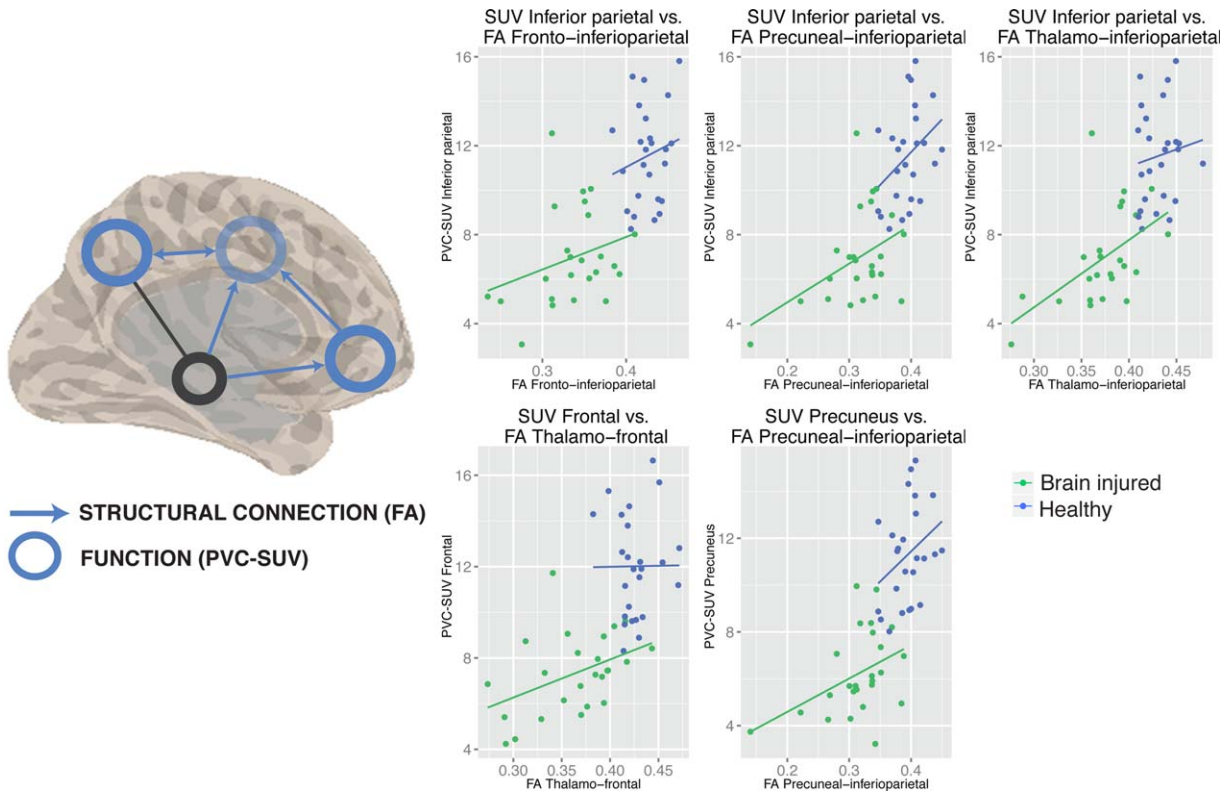 SUV Inferior parietal vs.
FA Fronto-inferioparietal
PVC-SUV Inferior parietal
16
12
8
4
0.3
0.4
FA Fronto-inferioparietal
SUV Inferior parietal vs.
FA Precuneal-inferioparietal
PVC-SUV Inferior parietal
16
12
8
4
0.2
0.3
0.4
FA Precuneal-inferioparietal
SUV Inferior parietal vs.
FA Thalamo-inferioparietal
PVC-SUV Inferior parietal
16
12
8
4
0.30
0.35
0.40
0.45
FA Thalamo-inferioparietal
STRUCTURAL CONNECTION (FA)
FUNCTION (PVC-SUV)
SUV Frontal vs.
FA Thalamo-frontal
PVC-SUV Frontal
16
12
8
4
0.30
0.35
0.40
0.45
FA Thalamo-frontal
SUV Precuneus vs.
FA Precuneal-inferioparietal
PVC-SUV Precuneus
12
8
4
0.2
0.3
0.4
FA Precuneal-inferioparietal
Brain injured
Healthy